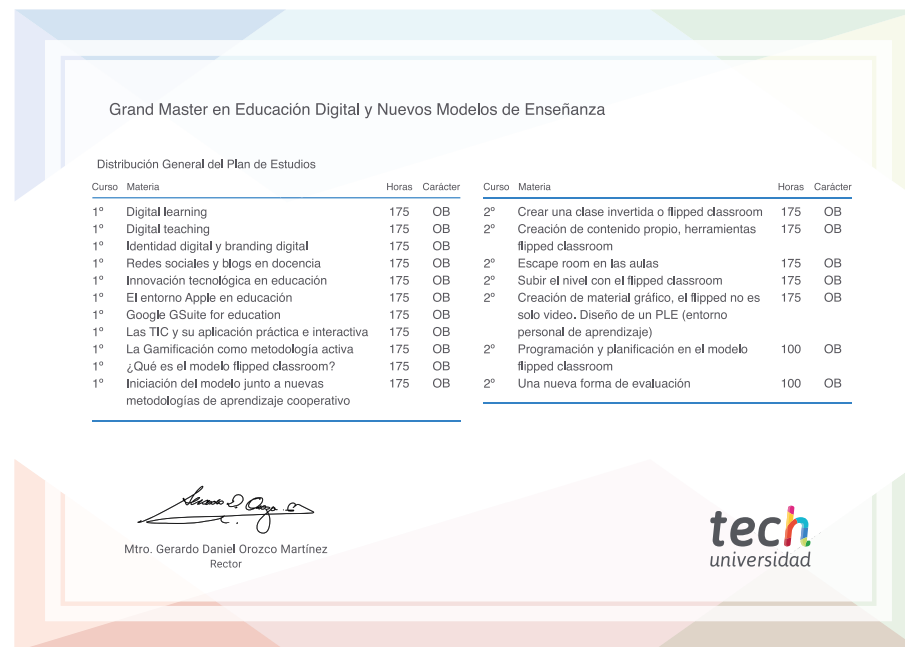 Grand Master en Educación Digital y Nuevos Modelos de Enseñanza
Distribución General del Plan de Estudios
Curso Materia Horas Carácter
1º Digital learning 175 OB
1º Digital teaching 175 OB
1º Identidad digital y branding digital 175 OB
1º Redes sociales y blogs en docencia 175 OB
1º Innovación tecnológica en educación 175 OB
1º El entorno Apple en educación 175 OB
1º Google GSuite for education 175 OB
1º Las TIC y su aplicación práctica e interactiva 175 OB
1º La Gamificación como metodología activa 175 OB
1º ¿Qué es el modelo flipped classroom? 175 OB
1º Iniciación del modelo junto a nuevas 175 OB
metodologías de aprendizaje cooperativo
Curso Materia Horas Carácter
2º Crear una clase invertida o flipped classroom 175 OB
2º Creación de contenido propio, herramientas 175 OB
flipped classroom
2º Escape room en las aulas 175 OB
2º Subir el nivel con el flipped classroom 175 OB
2º Creación de material gráfico, el flipped no es 175 OB
solo video. Diseño de un PLE (entorno
personal de aprendizaje)
2º Programación y planificación en el modelo 100 OB
flipped classroom
2º Una nueva forma de evaluación 100 OB
Mtro. Gerardo Daniel Orozco Martínez
Rector
tech
universidad